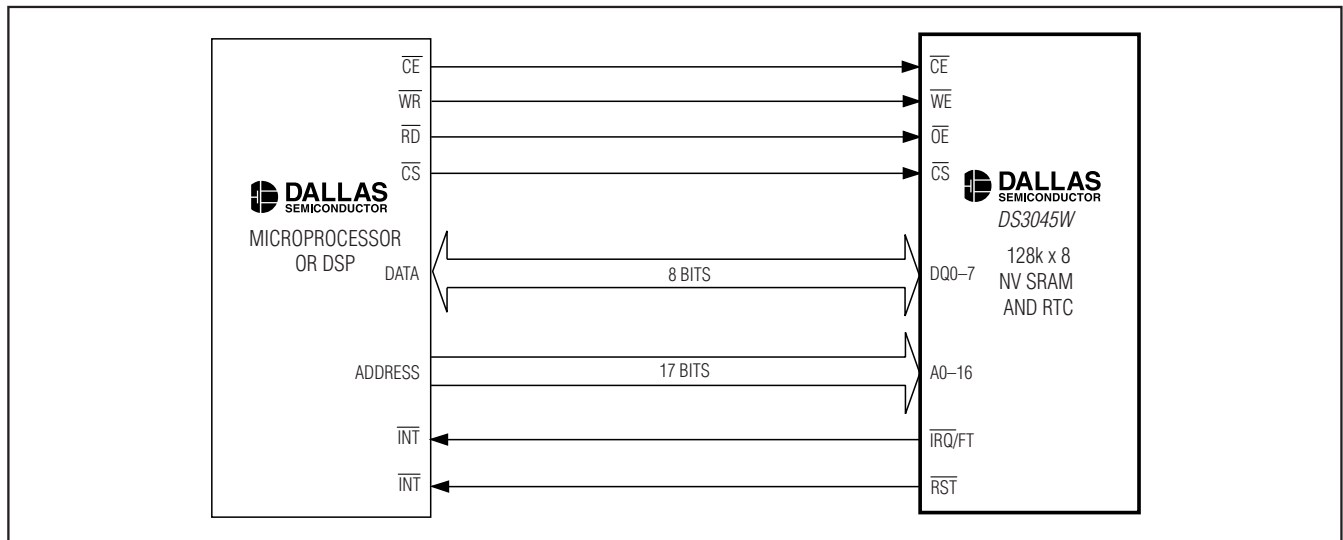 CE CE
WR WE
RD OE
CS CS
DALLAS
SEMICONDUCTOR
MICROPROCESSOR
OR DSP
DALLAS
SEMICONDUCTOR
DS3045W
128k x 8
NV SRAM
AND RTC
DATA 8 BITS DQ0–7
ADDRESS 17 BITS A0–16
INT IRQ/FT
INT RST